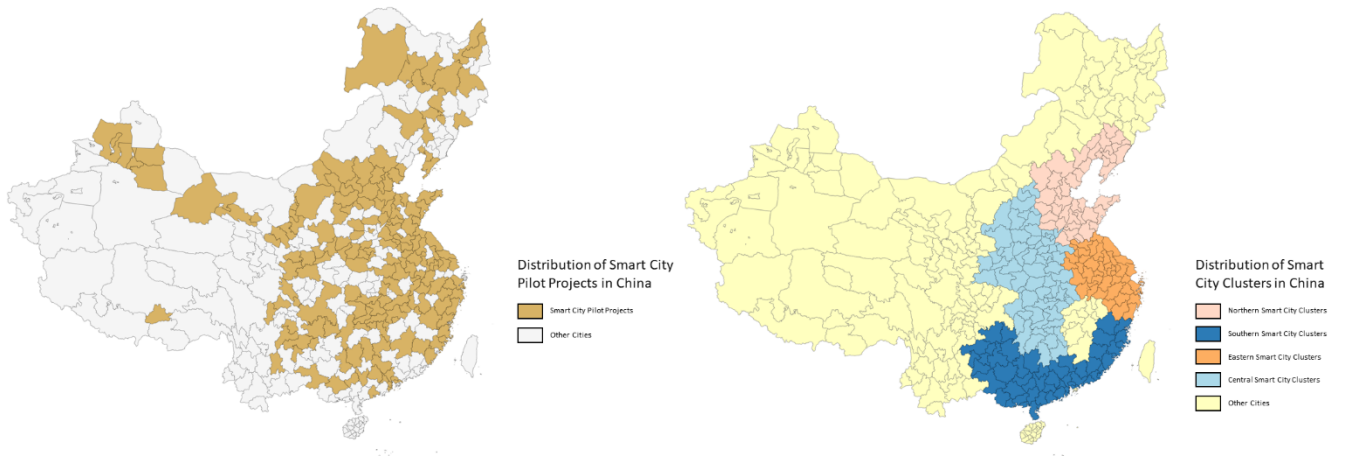 Distribution of Smart City
Pilot Projects in China
Smart City Pilot Projects
Other Cities
Distribution of Smart
City Clusters in China
Northern Smart City Clusters
Southern Smart City Clusters
Eastern Smart City Clusters
Central Smart City Clusters
Other Cities